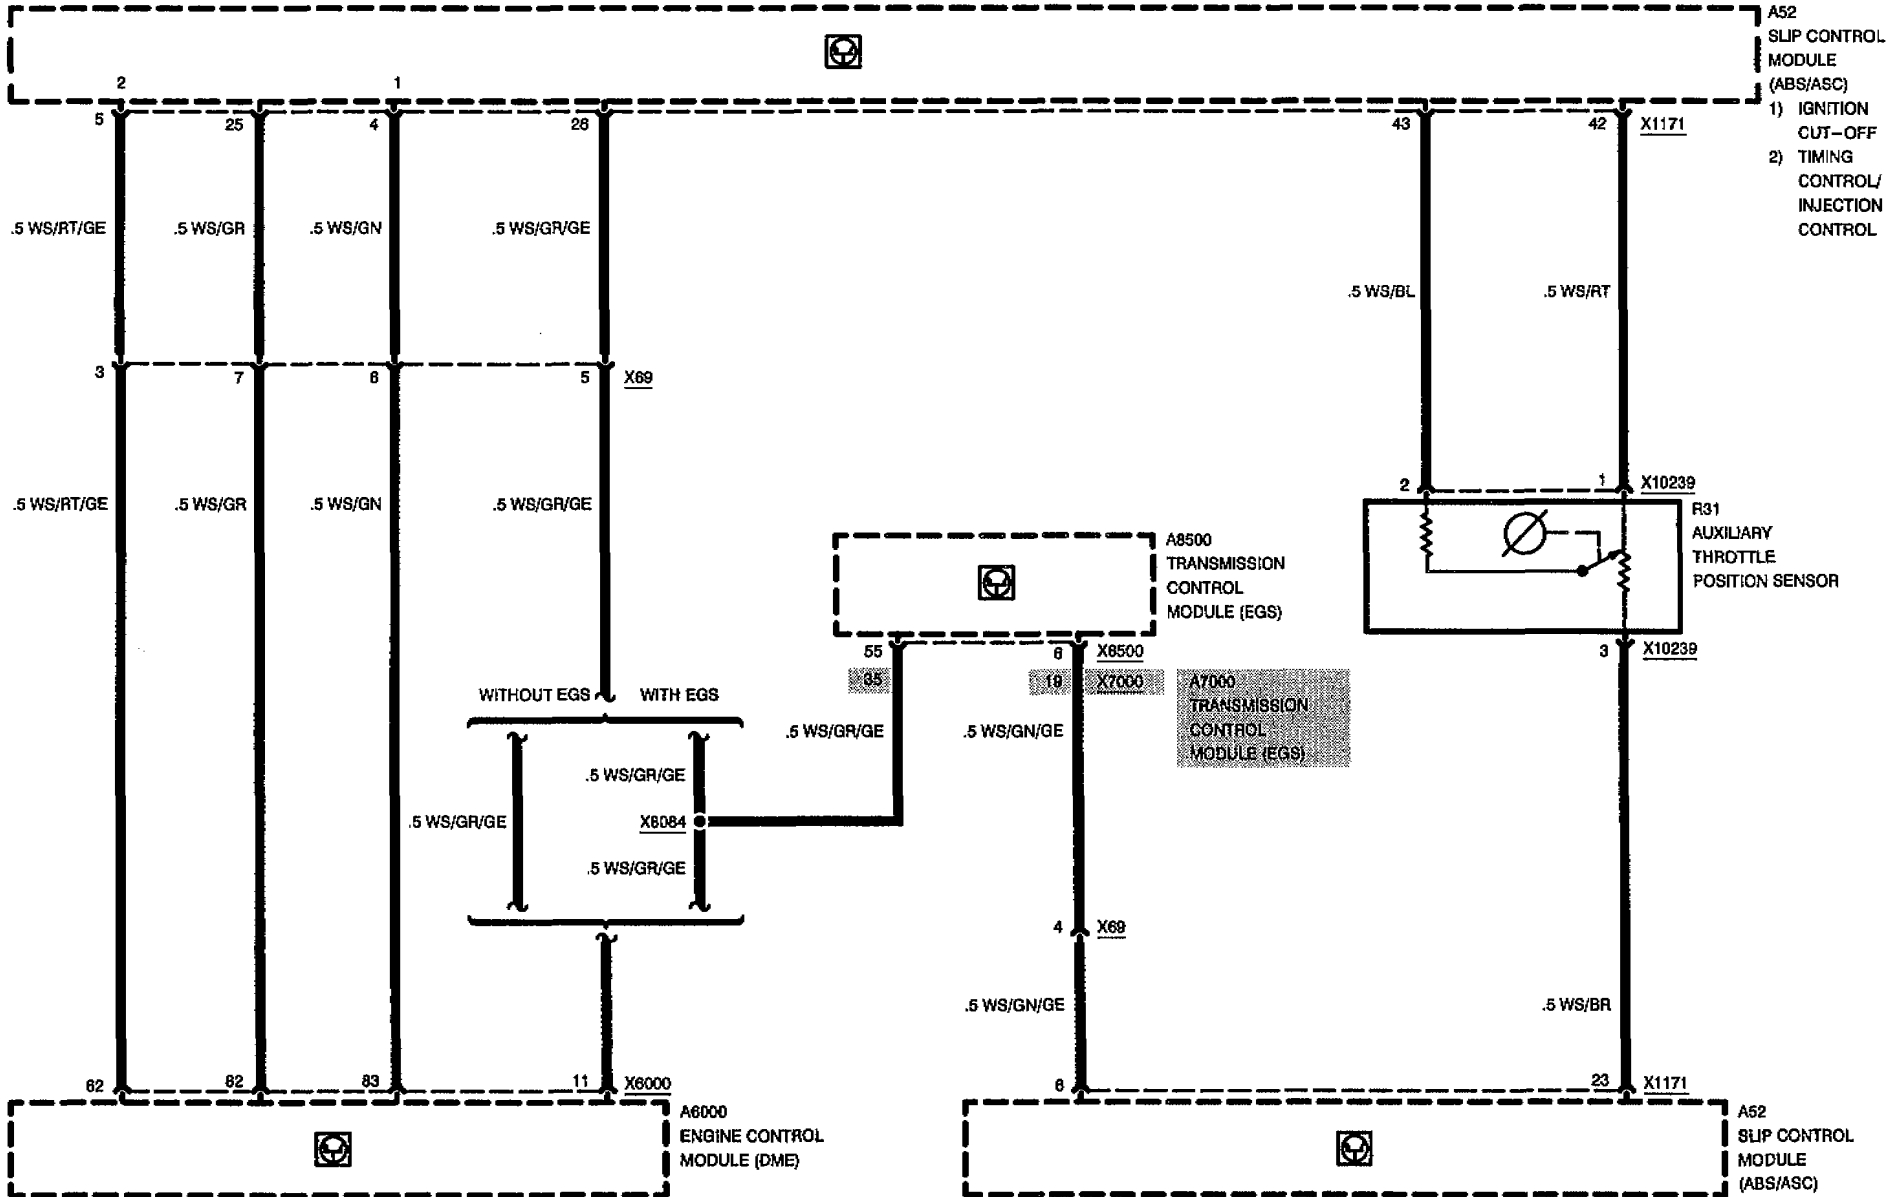 A52
SLIP CONTROL
MODULE
(ABS/ASC)
1) IGNITION
CUT-OFF
2) TIMING
CONTROL/
INJECTION
CONTROL
2 1
5 25 4 28 43 42 X1171
.5 WS/RT/GE .5 WS/GR .5 WS/GN .5 WS/GR/GE
.5 WS/BL .5 WS/RT
3 7 6 5 X69
2 1 X10239
.5 WS/RT/GE .5 WS/GR .5 WS/GN .5 WS/GR/GE
R31
AUXILIARY
THROTTLE
POSITION SENSOR
A8500
TRANSMISSION
CONTROL
MODULE (EGS)
55 6 X8500
3 X10239
35 19 X7000
A7000
TRANSMISSION
CONTROL
MODULE (EGS)
WITHOUT EGS WITH EGS
.5 WS/GR/GE .5 WS/GN/GE
.5 WS/GR/GE
.5 WS/GR/GE X8084
.5 WS/GR/GE
4 X69
.5 WS/GN/GE .5 WS/BR
62 82 83 11 X6000
6 23 X1171
A6000
ENGINE CONTROL
MODULE (DME)
A52
SLIP CONTROL
MODULE
(ABS/ASC)